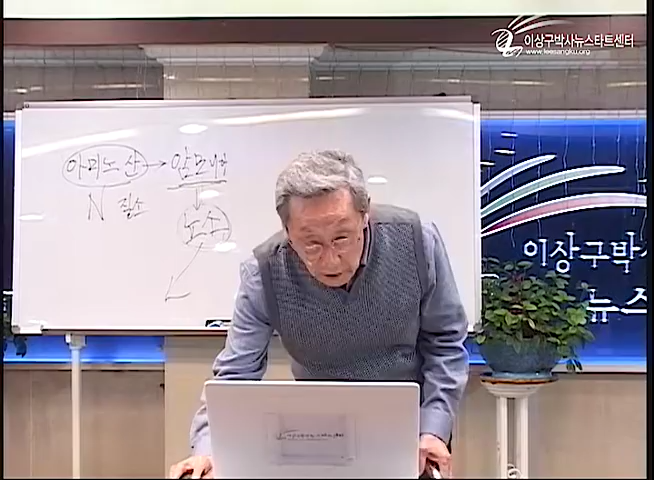 이상구박사뉴스타트센터
www.leesangku.org
아미노 산 → 암모니아
N 질소
요소
이상구박
뉴스